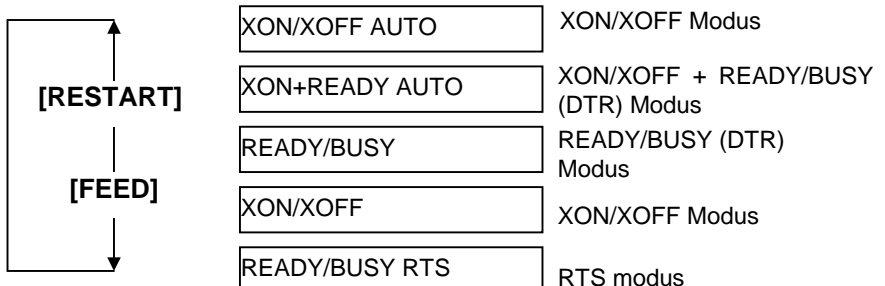 XON/XOFF AUTO
XON/XOFF Modus
[RESTART]
XON+READY AUTO
XON/XOFF + READY/BUSY
(DTR) Modus
READY/BUSY
READY/BUSY (DTR)
Modus
[FEED]
XON/XOFF
XON/XOFF Modus
READY/BUSY RTS
RTS modus